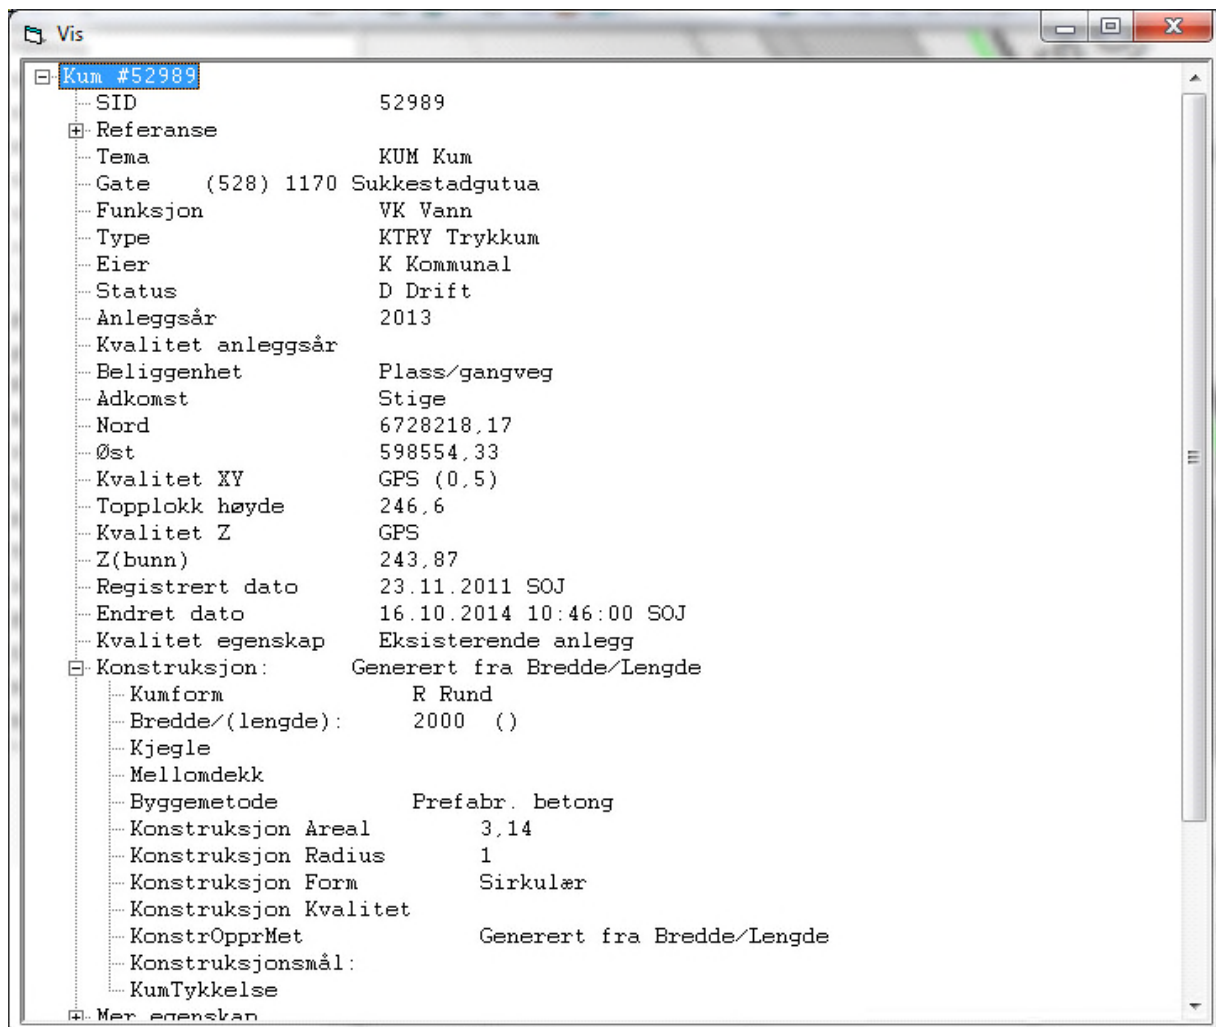 Vis
Kum #52989
SID 52989
Referanse
Tema KUM Kum
Gate (528) 1170 Sukkestadgutua
Funksjon VK Vann
Type KTRY Trykkum
Eier K Kommunal
Status D Drift
Anleggsår 2013
Kvalitet anleggsår
Beliggenhet Plass/gangveg
Adkomst Stige
Nord 6728218,17
Øst 598554,33
Kvalitet XY GPS (0,5)
Topplokk høyde 246,6
Kvalitet Z GPS
Z(bunn) 243,87
Registrert dato 23.11.2011 SOJ
Endret dato 16.10.2014 10:46:00 SOJ
Kvalitet egenskap Eksisterende anlegg
Konstruksjon: Generert fra Bredde/Lengde
Kumform R Rund
Bredde/(lengde): 2000 ()
Kjegle
Mellomdekk
Byggemetode Prefabr. betong
Konstruksjon Areal 3,14
Konstruksjon Radius 1
Konstruksjon Form Sirkulær
Konstruksjon Kvalitet
KonstrOpprMet Generert fra Bredde/Lengde
Konstruksjonsmål:
KumTykkelse
Mer egenskap